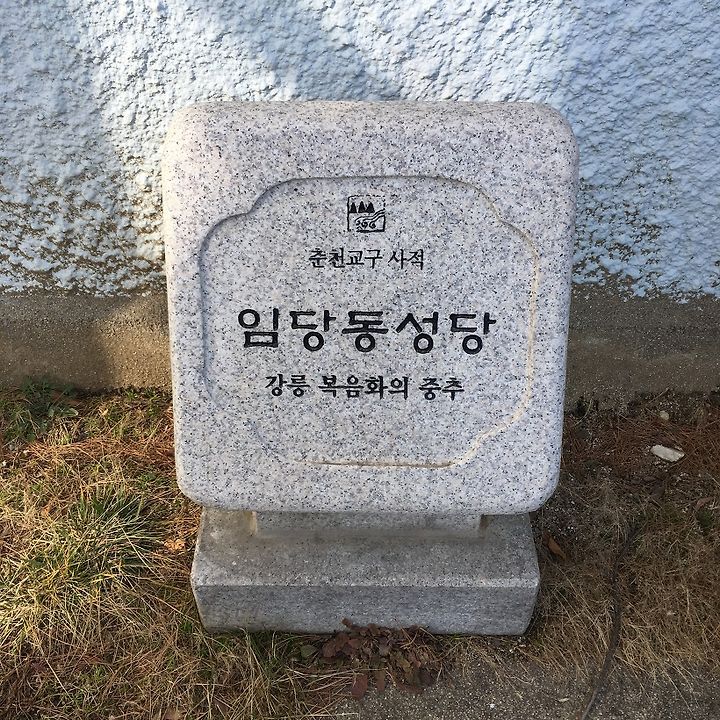 춘천교구 사적
임당동성당
강릉 복음화의 중추